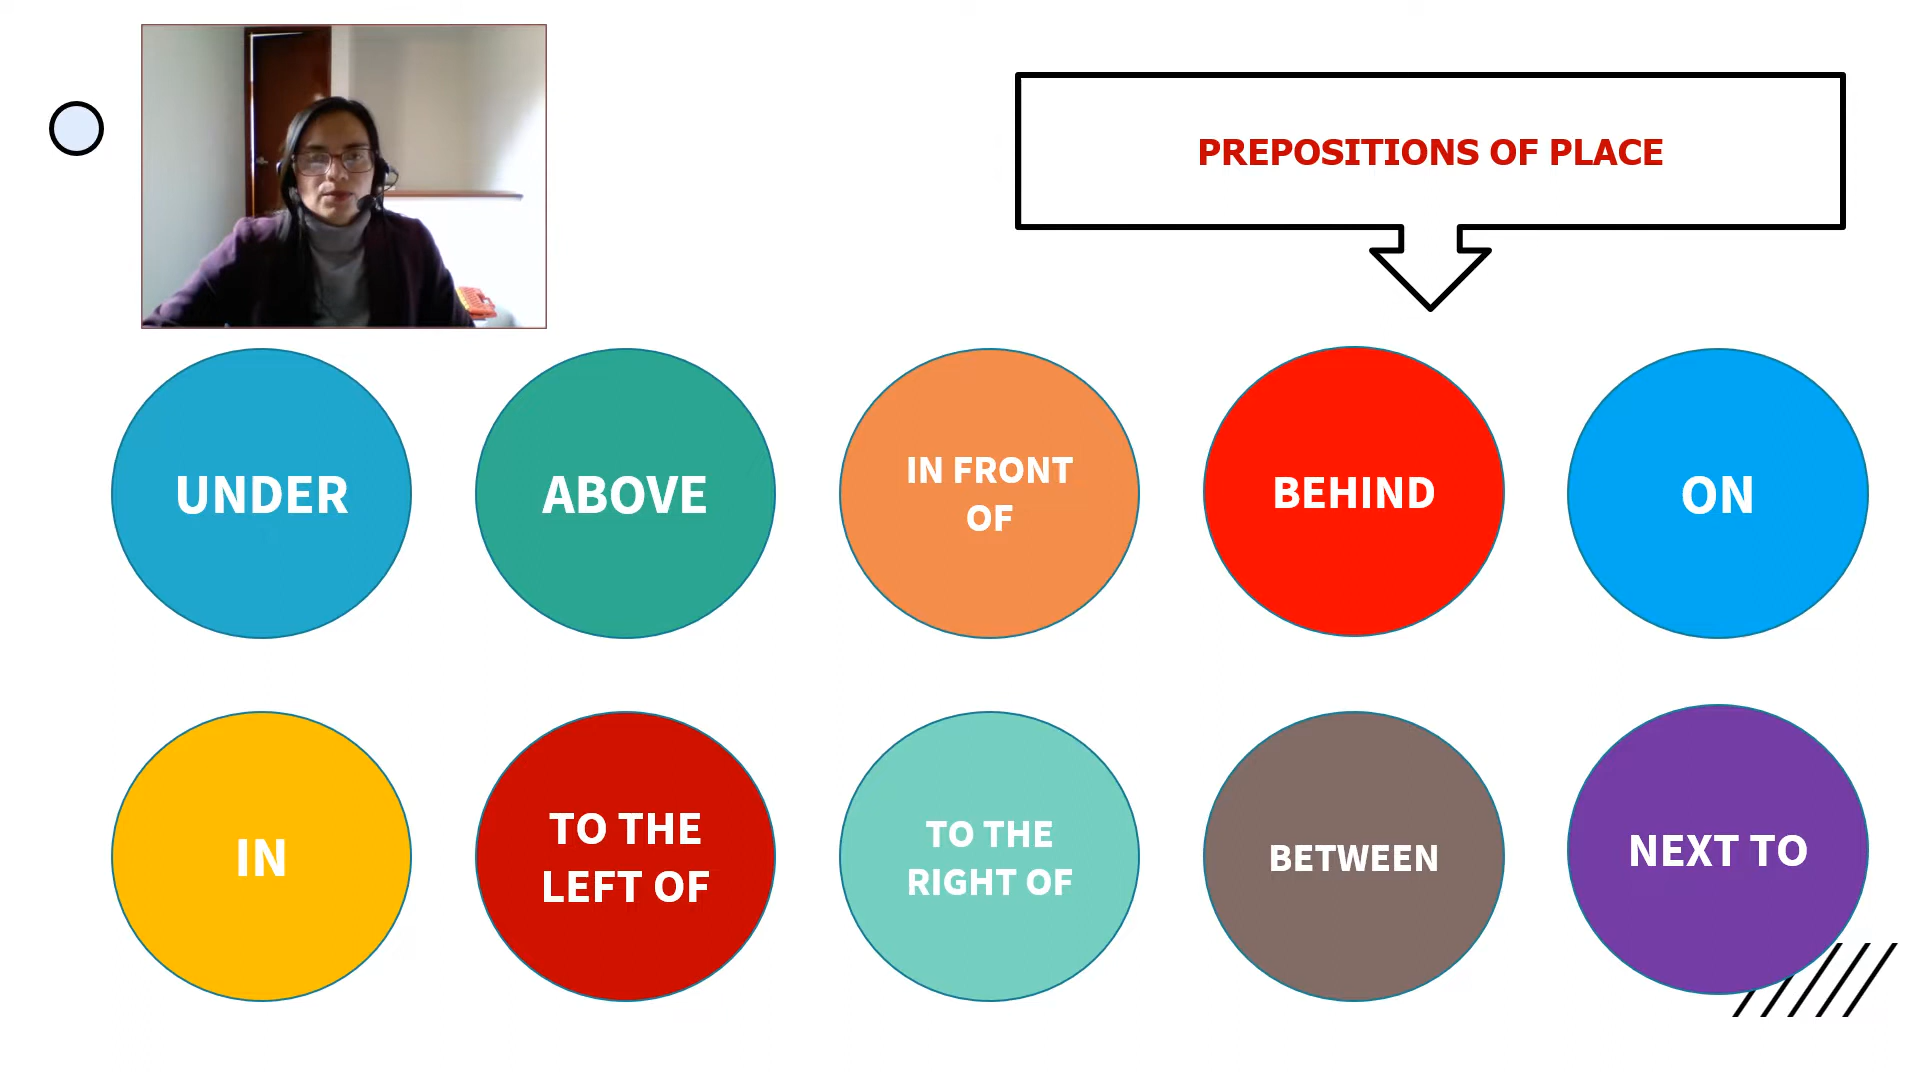 PREPOSITIONS OF PLACE
UNDER
ABOVE
IN FRONT
OF
BEHIND
ON
IN
TO THE
LEFT OF
TO THE
RIGHT OF
BETWEEN
NEXT TO